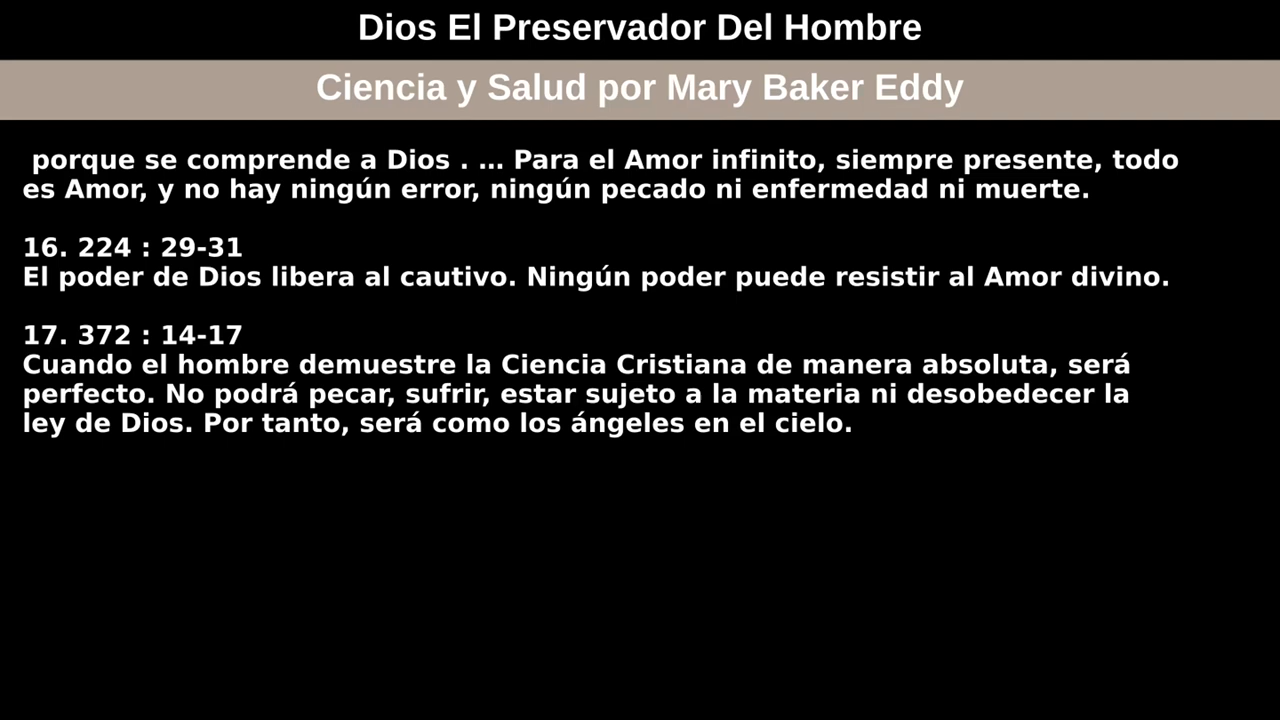 Dios El Preservador Del Hombre
Ciencia y Salud por Mary Baker Eddy
porque se comprende a Dios . … Para el Amor infinito, siempre presente, todo
es Amor, y no hay ningún error, ningún pecado ni enfermedad ni muerte.
16. 224 : 29-31
El poder de Dios libera al cautivo. Ningún poder puede resistir al Amor divino.
17. 372 : 14-17
Cuando el hombre demuestre la Ciencia Cristiana de manera absoluta, será
perfecto. No podrá pecar, sufrir, estar sujeto a la materia ni desobedecer la
ley de Dios. Por tanto, será como los ángeles en el cielo.